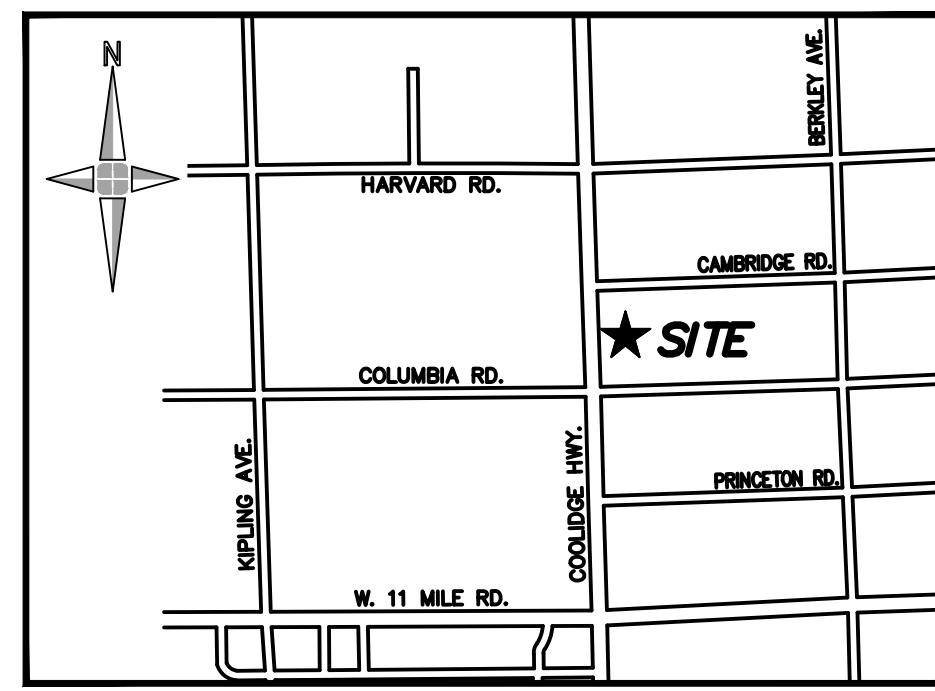 N
BERKLEY AVE.
HARVARD RD.
CAMBRIDGE RD.
SITE
COLUMBIA RD.
KIPLING AVE.
COOLIDGE HWY.
PRINCETON RD.
W. 11 MILE RD.